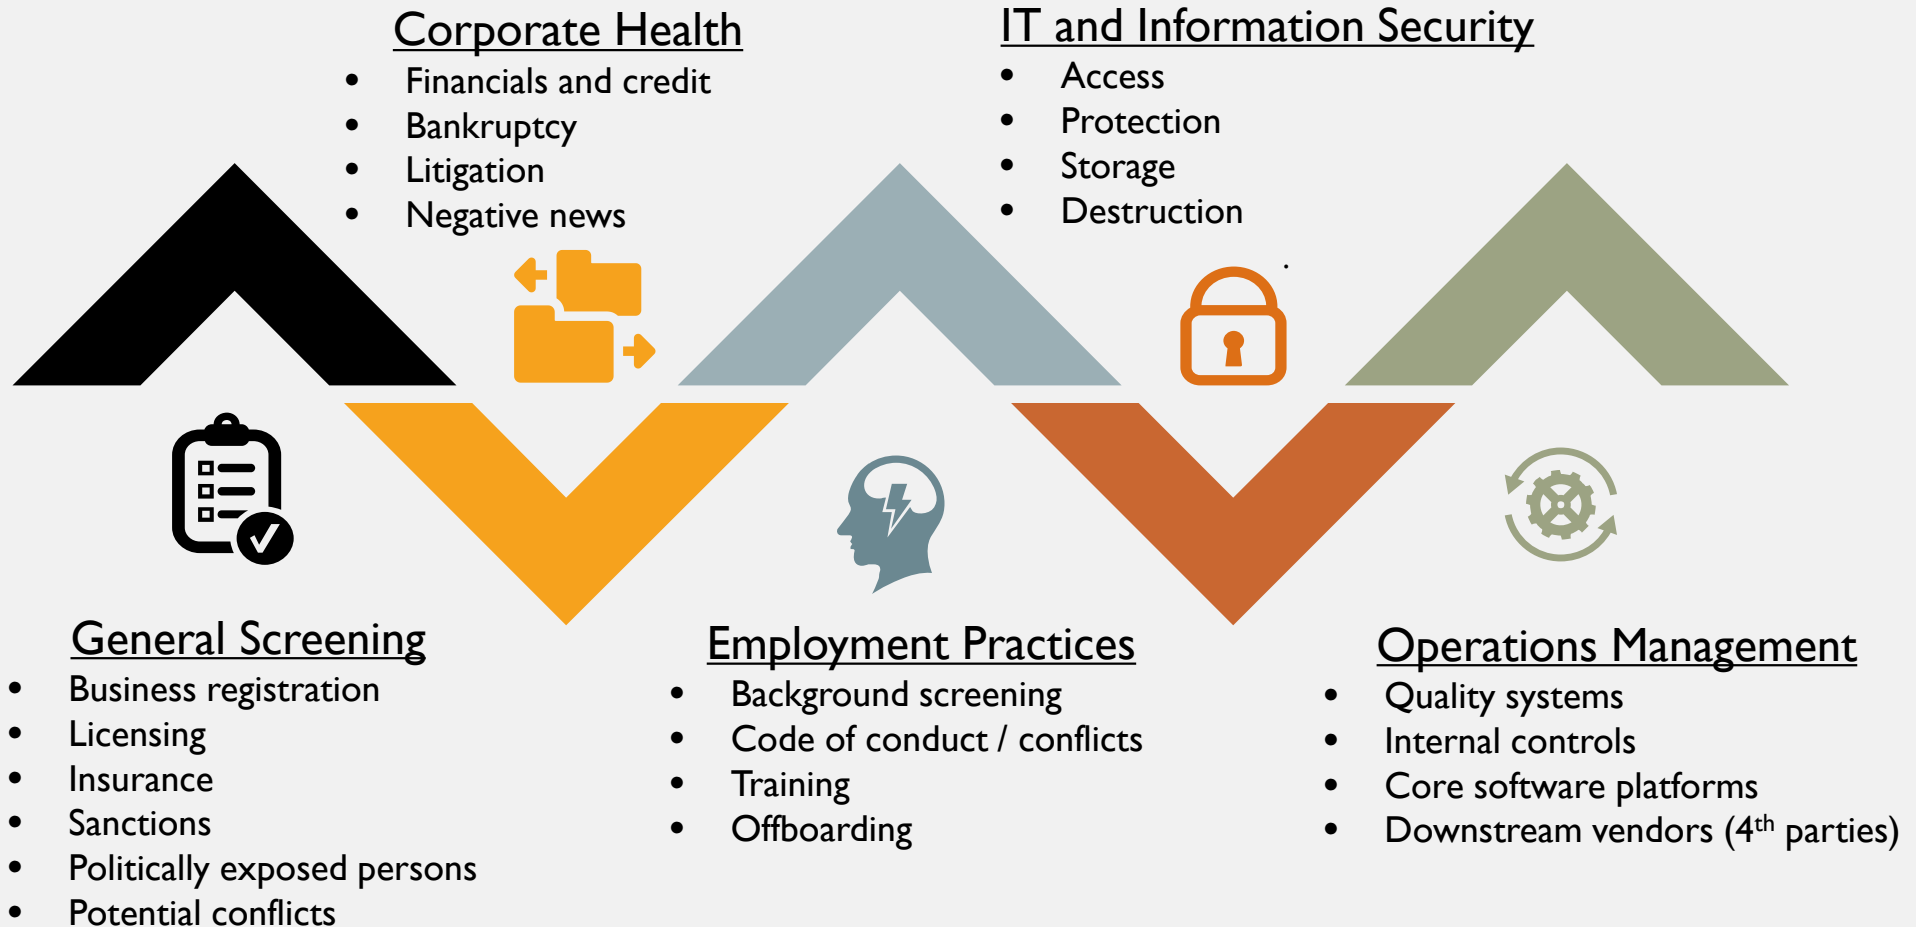 Corporate Health
• Financials and credit
• Bankruptcy
• Litigation
• Negative news
IT and Information Security
• Access
• Protection
• Storage
• Destruction
.
General Screening
• Business registration
• Licensing
• Insurance
• Sanctions
• Politically exposed persons
• Potential conflicts
Employment Practices
• Background screening
• Code of conduct / conflicts
• Training
• Offboarding
Operations Management
• Quality systems
• Internal controls
• Core software platforms
• Downstream vendors (4th parties)